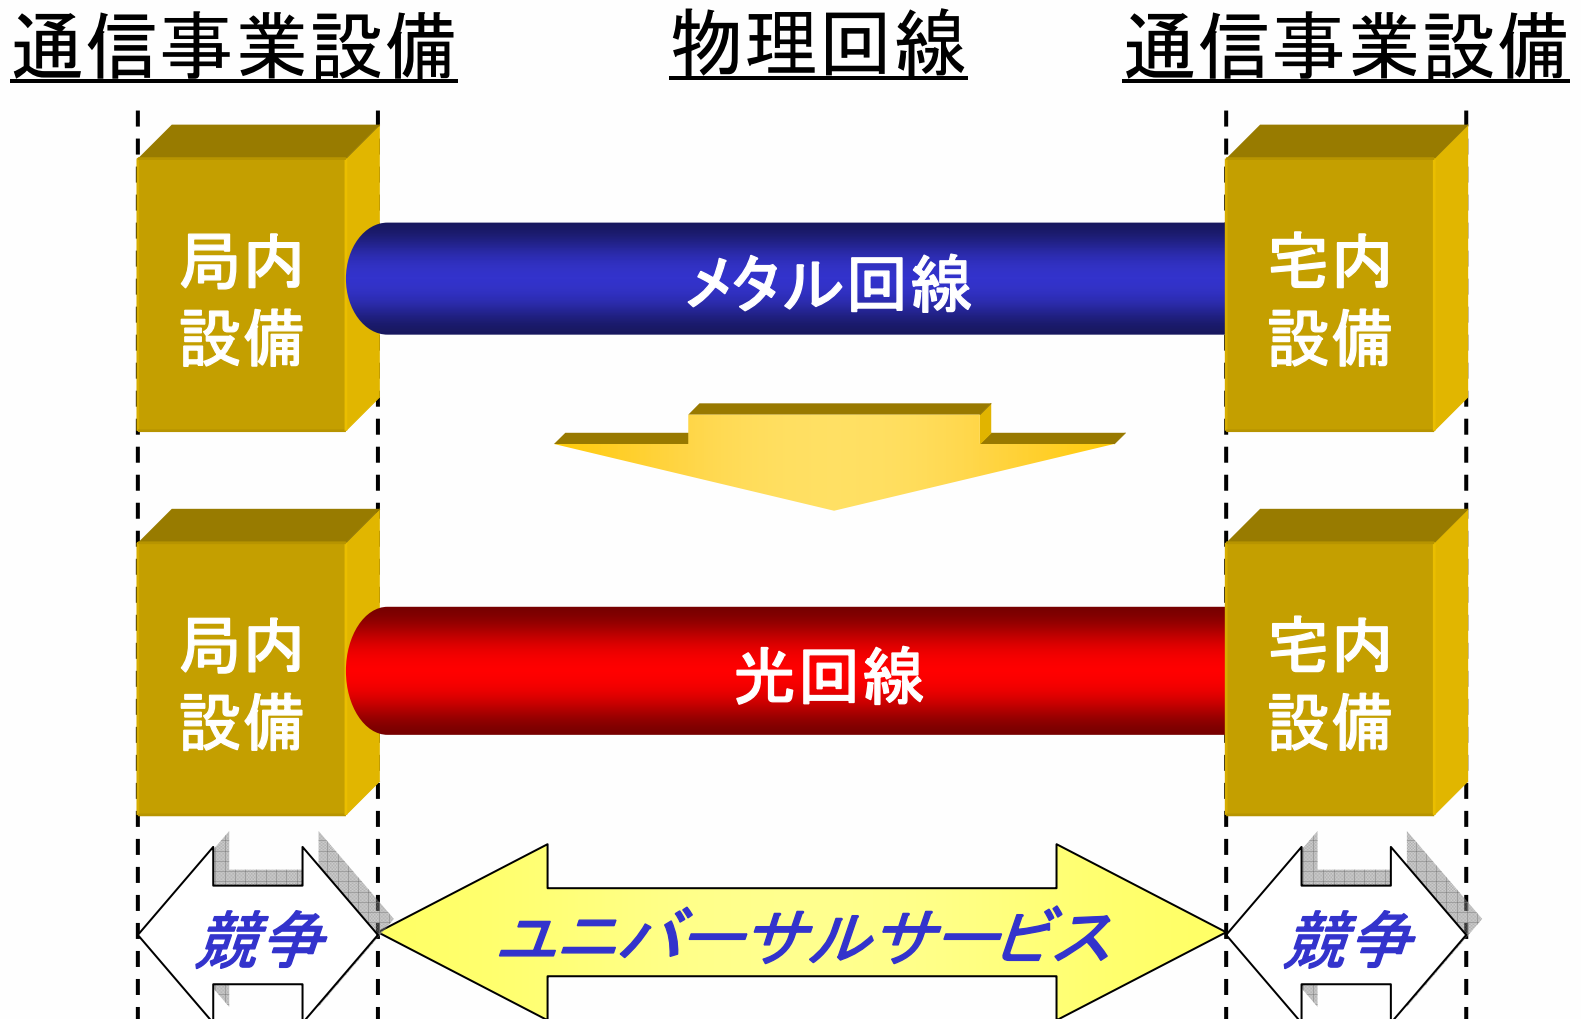 通信事業設備 物理回線 通信事業設備
局内
設備
メタル回線
宅内
設備
局内
設備
光回線
宅内
設備
競争 ユニバーサルサービス 競争